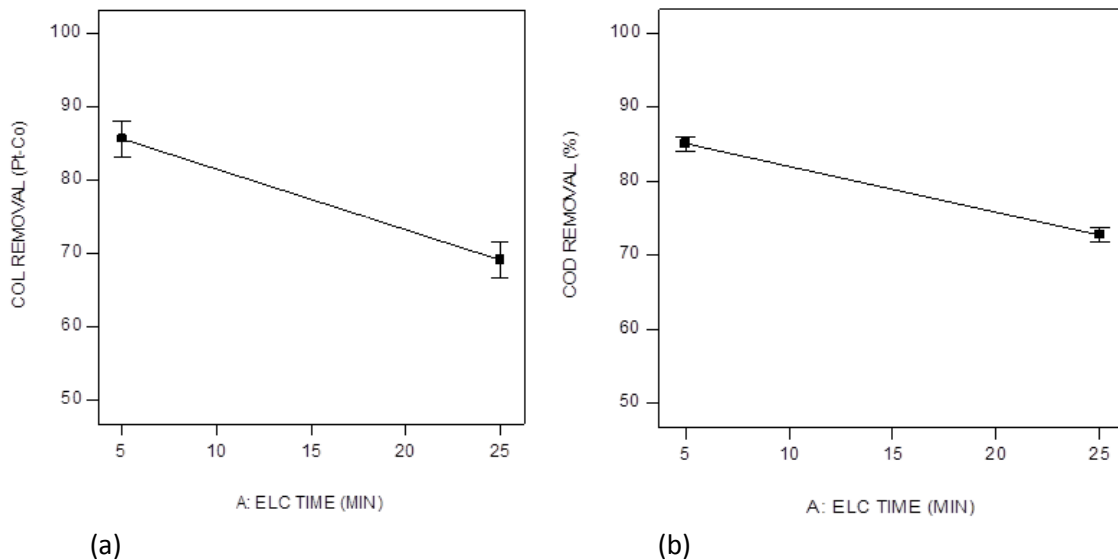 100
90
80
70
60
50
COL REMOVAL (Pt-Co)
5 10 15 20 25
A: ELC TIME (MIN)
(a)
100
90
80
70
60
50
COD REMOVAL (%)
5 10 15 20 25
A: ELC TIME (MIN)
(b)